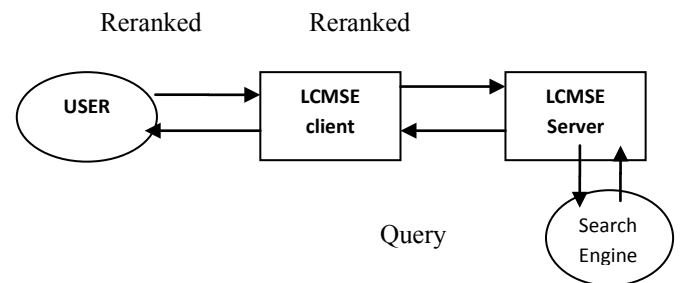 Reranked Reranked
USER
LCMSE
client
LCMSE
Server
Query
Search
Engine